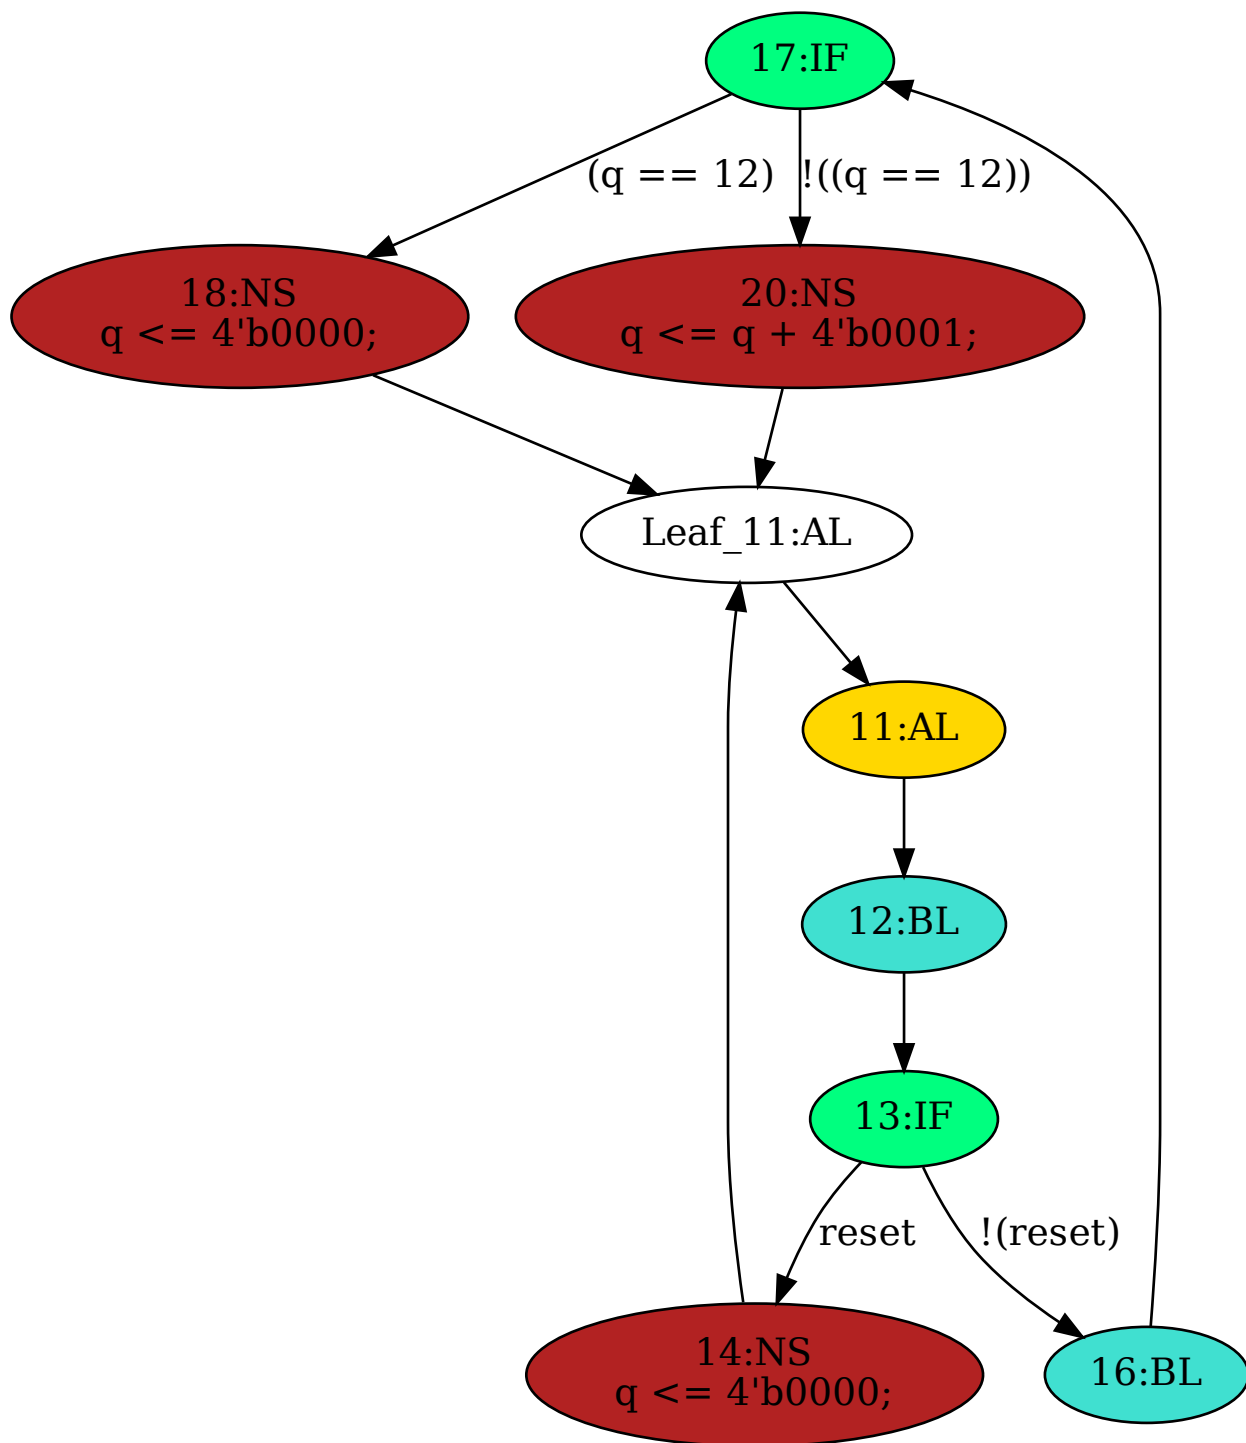 17:IF
(q == 12)
!((q == 12))
18:NS
q <= 4'b0000;
20:NS
q <= q + 4'b0001;
Leaf_11:AL
11:AL
12:BL
13:IF
reset
!(reset)
14:NS
q <= 4'b0000;
16:BL